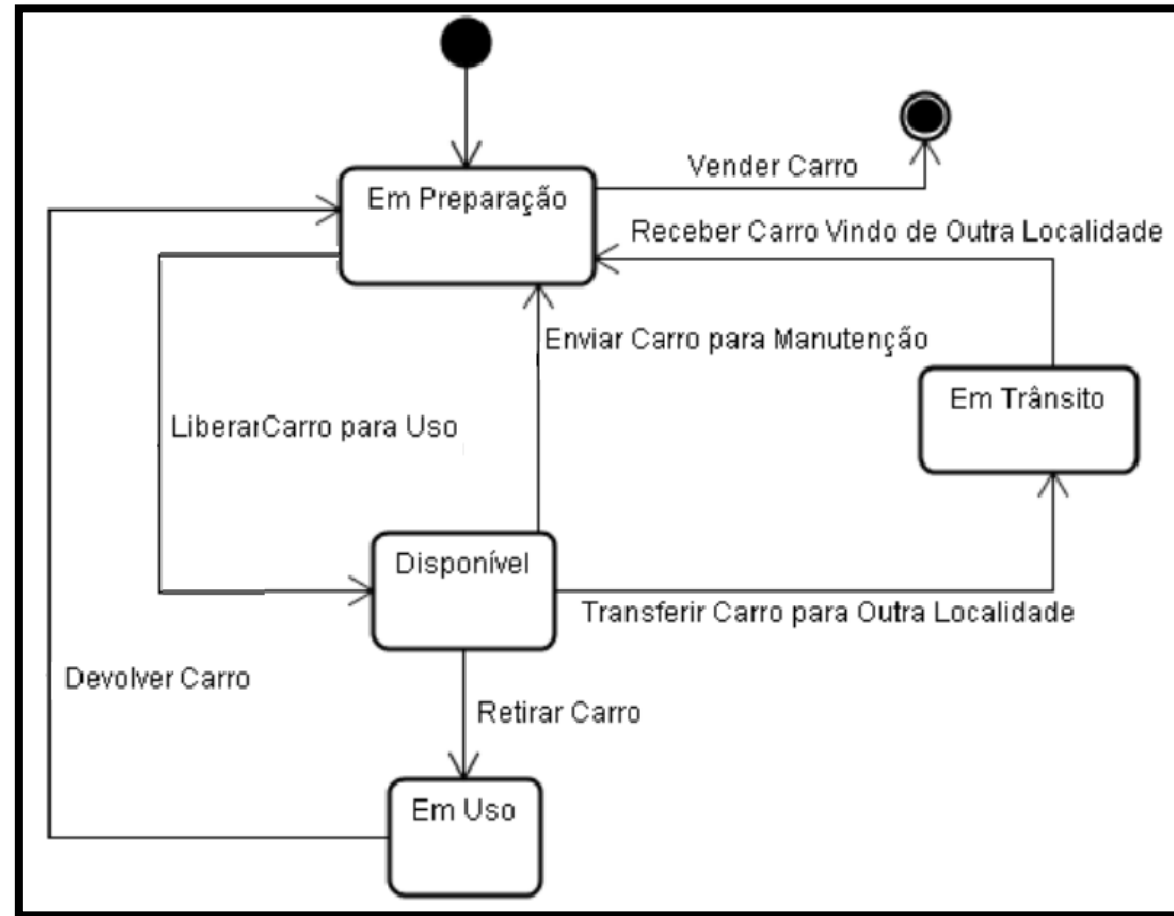 Em Preparação
Vender Carro
Receber Carro Vindo de Outra Localidade
Enviar Carro para Manutenção
Em Trânsito
LiberarCarro para Uso
Disponível
Transferir Carro para Outra Localidade
Devolver Carro
Retirar Carro
Em Uso